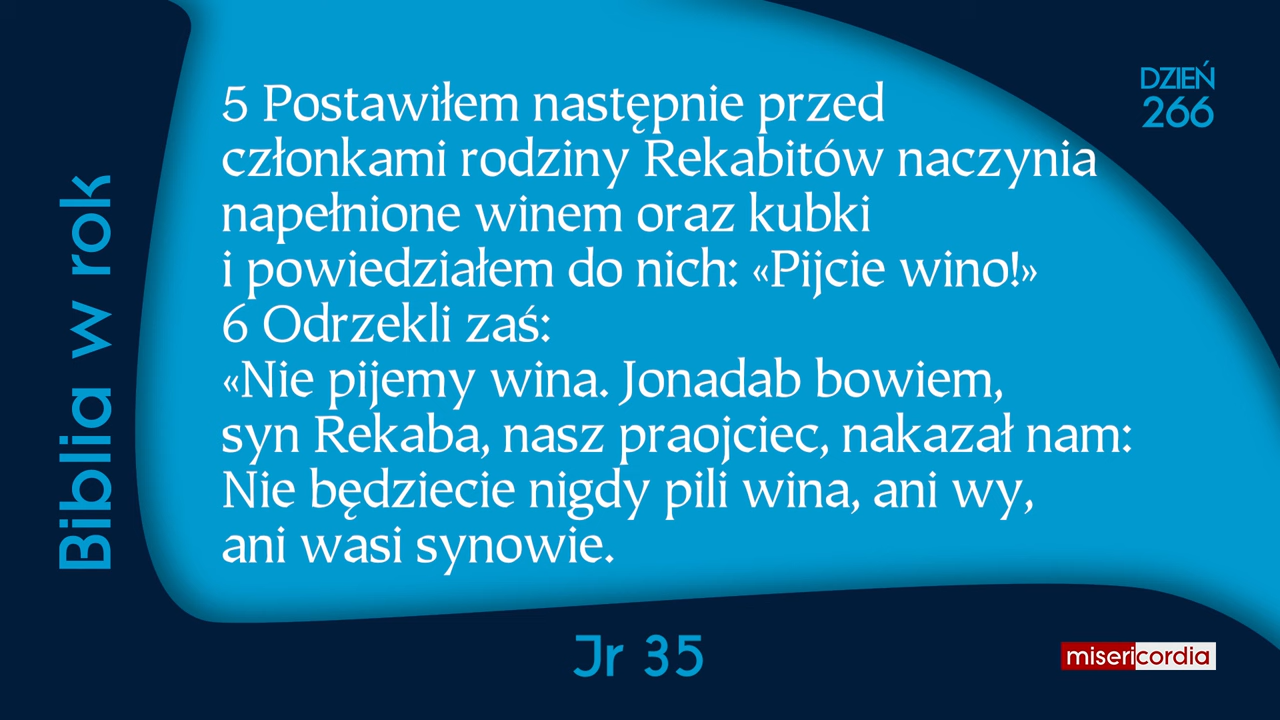 DZIEŃ
266
5 Postawiłem następnie przed
członkami rodziny Rekabitów naczynia
napełnione winem oraz kubki
i powiedziałem do nich: «Pijcie wino!»
6 Odrzekli zaś:
«Nie pijemy wina. Jonadab bowiem,
syn Rekaba, nasz praojciec, nakazał nam:
Nie będziecie nigdy pili wina, ani wy,
ani wasi synowie.
Biblia w rok
Jr 35
misericordia